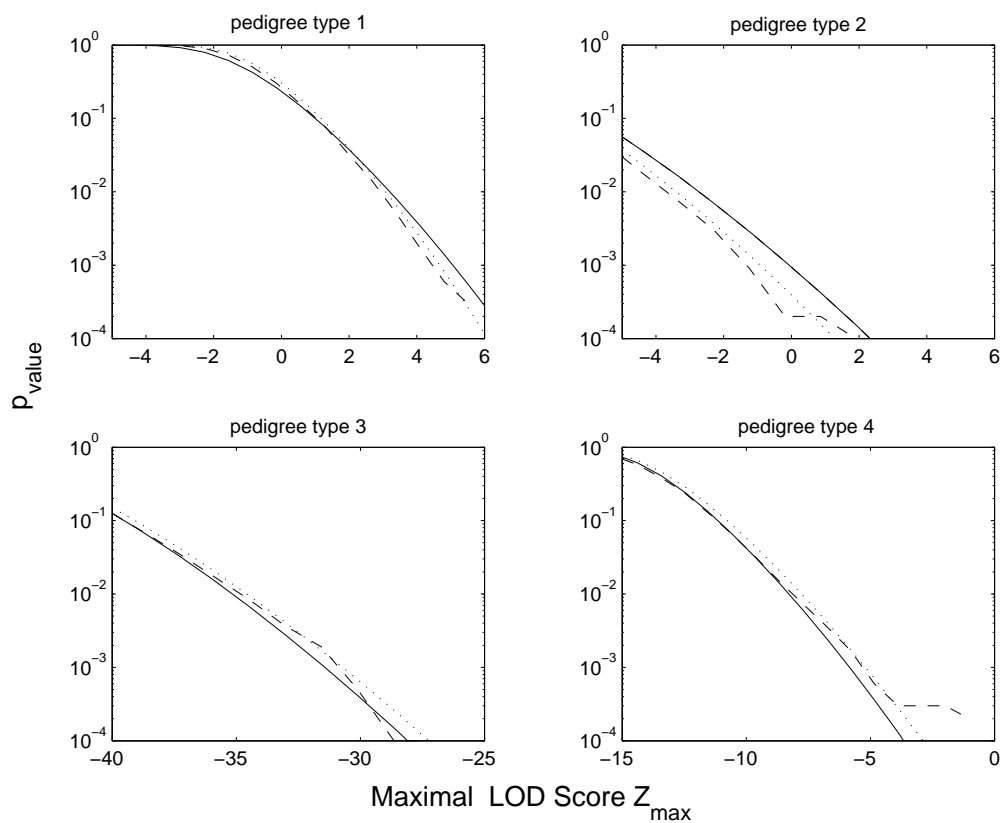 pedigree type 1
10^0
10^-1
10^-2
10^-3
10^-4
−4 −2 0 2 4 6
pedigree type 2
10^0
10^-1
10^-2
10^-3
10^-4
−4 −2 0 2 4 6
p_value
pedigree type 3
10^0
10^-1
10^-2
10^-3
10^-4
−40 −35 −30 −25
pedigree type 4
10^0
10^-1
10^-2
10^-3
10^-4
−15 −10 −5 0
Maximal LOD Score Z_max